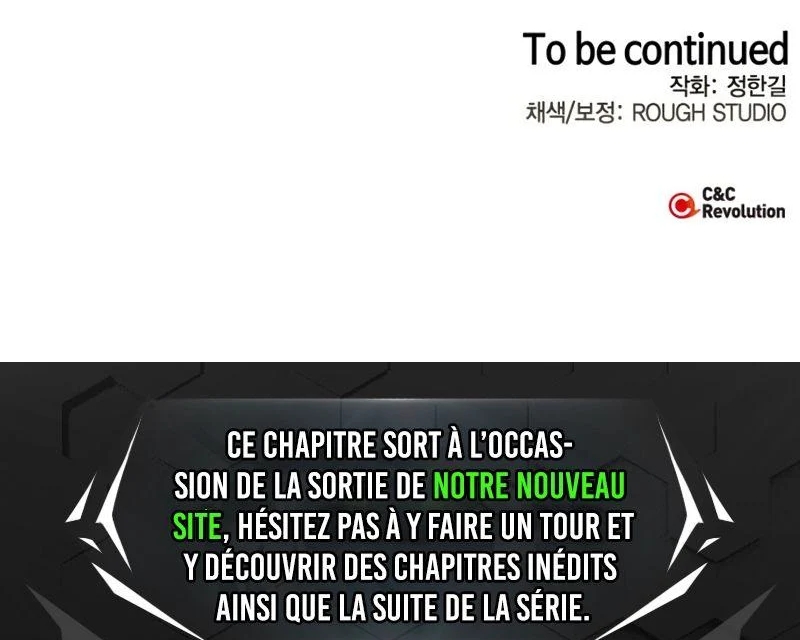 To be continued
작화: 정한길
채색/보정: ROUGH STUDIO
C&C
Revolution
CE CHAPITRE SORT À L'OCCAS-
SION DE LA SORTIE DE NOTRE NOUVEAU
SITE, HÉSITEZ PAS À Y FAIRE UN TOUR ET
Y DÉCOUVRIR DES CHAPITRES INÉDITS
AINSI QUE LA SUITE DE LA SÉRIE.